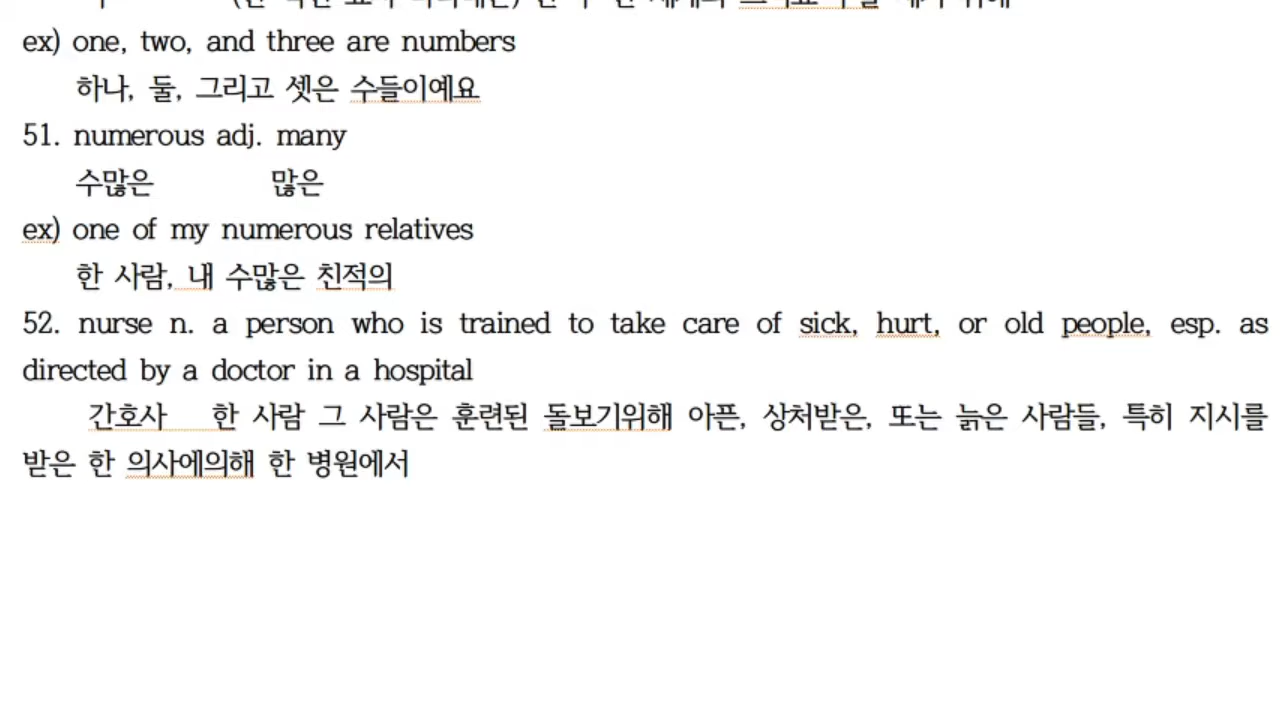 ex) one, two, and three are numbers
하나, 둘, 그리고 셋은 수들이예요
51. numerous adj. many
수많은 많은
ex) one of my numerous relatives
한 사람, 내 수많은 친적의
52. nurse n. a person who is trained to take care of sick, hurt, or old people, esp. as
directed by a doctor in a hospital
간호사 한 사람 그 사람은 훈련된 돌보기위해 아픈, 상처받은, 또는 늙은 사람들, 특히 지시를
받은 한 의사에의해 한 병원에서